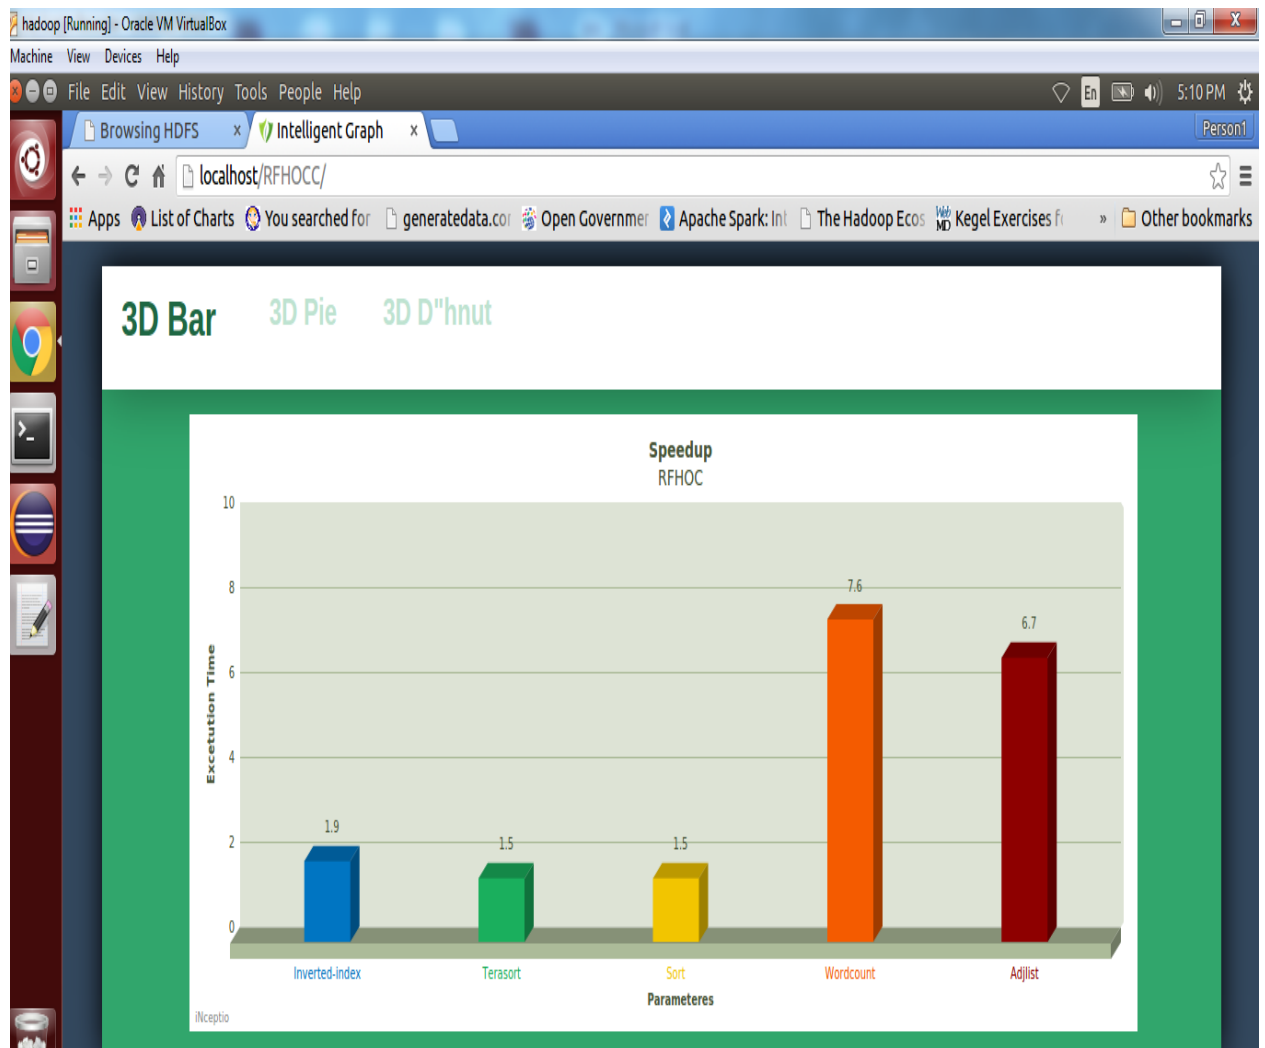 hadoop [Running] - Oracle VM VirtualBox
Machine View Devices Help
File Edit View History Tools People Help
En 5:10 PM
Browsing HDFS × Intelligent Graph ×
Person1
localhost/RFHOCC/
Apps List of Charts You searched for generatedata.cor Open Governmer Apache Spark: Int The Hadoop Ecos Web MD Kegel Exercises f » Other bookmarks
3D Bar 3D Pie 3D D"hnut
Speedup
RFHOC
10
8
6
4
2
0
Excetution Time
1.9
1.5
1.5
7.6
6.7
Inverted-index Terasort Sort Wordcount Adjlist
Parameteres
iNceptio